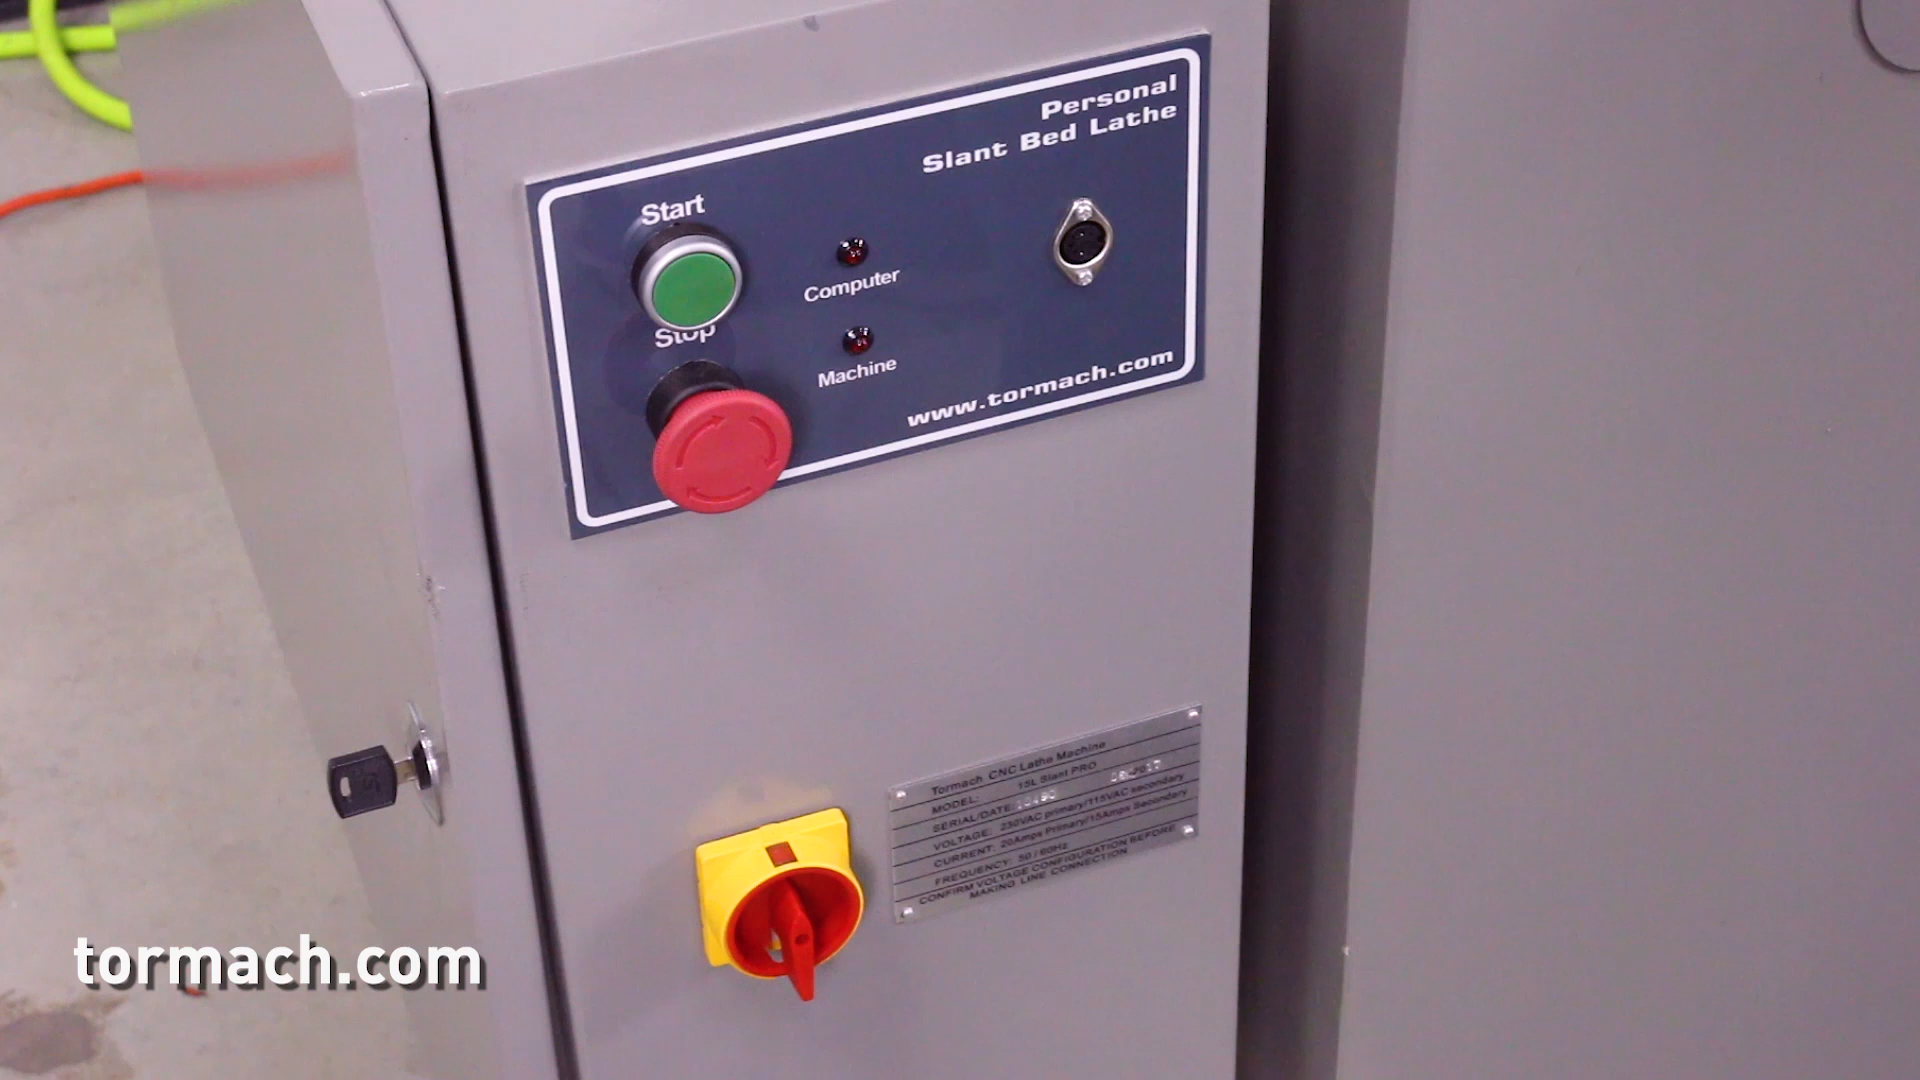 Personal
Slant Bed Lathe
Start
Computer
Stop
Machine
www.tormach.com
Tormach CNC Lathe Machine
MODEL: 15L Slant PRO
SERIAL/DATE:
VOLTAGE: 230VAC primary/115VAC secondary
CURRENT: 20Amps Primary/15Amps Secondary
FREQUENCY: 50 / 60Hz
CONFIRM VOLTAGE CONFIGURATION BEFORE
MAKING LINE CONNECTION
tormach.com